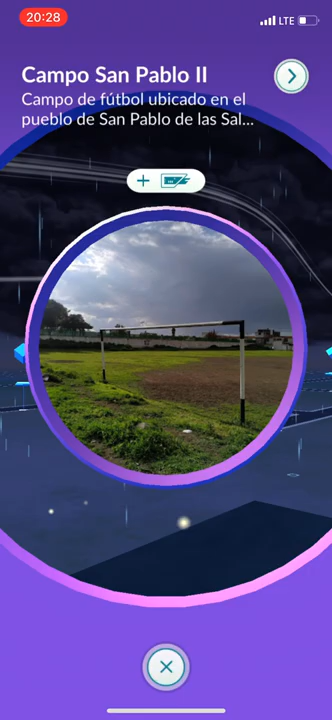 20:28
LTE
Campo San Pablo II
Campo de fútbol ubicado en el
pueblo de San Pablo de las Sal...